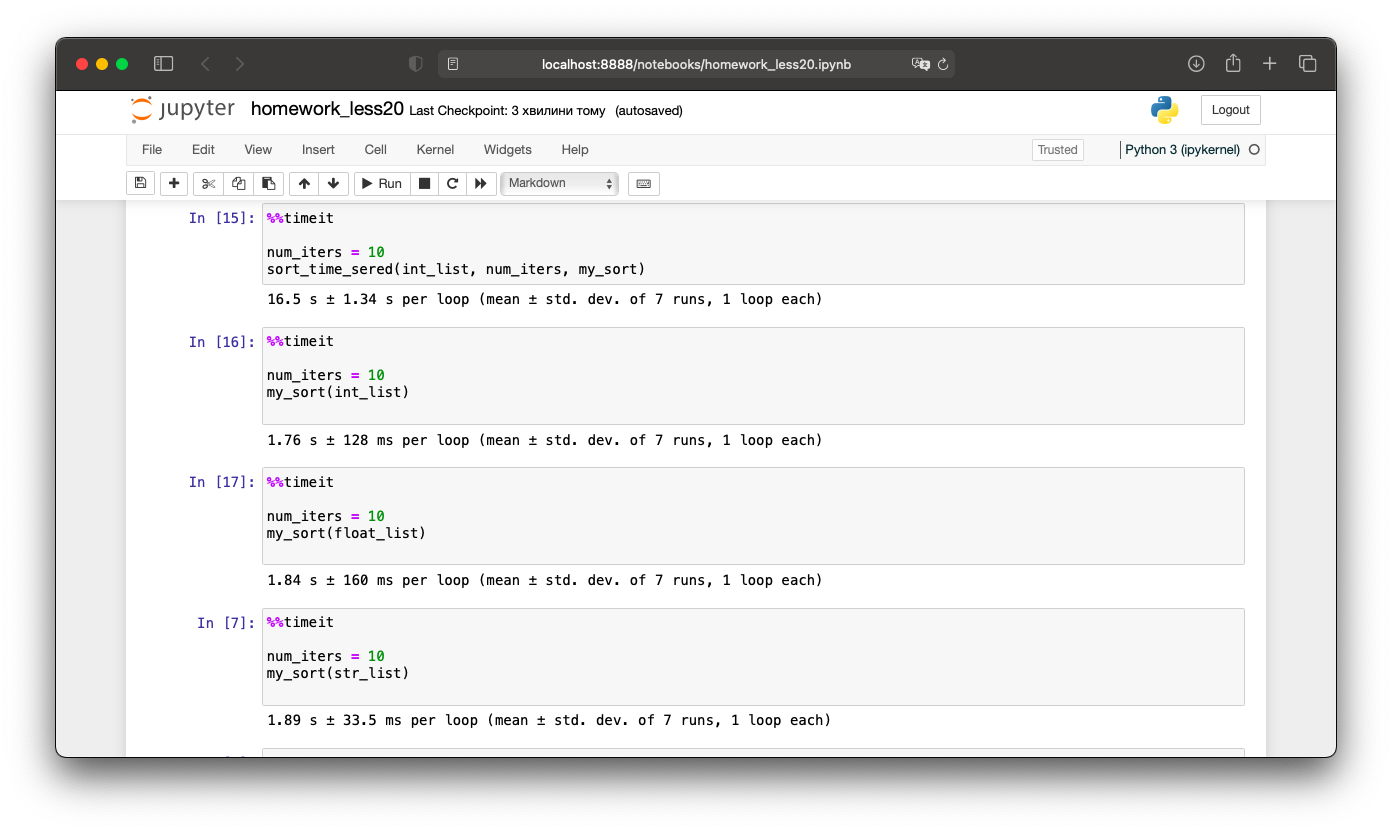 localhost:8888/notebooks/homework_less20.ipynb
jupyter homework_less20 Last Checkpoint: 3 хвилини тому (autosaved) Logout
File Edit View Insert Cell Kernel Widgets Help Trusted Python 3 (ipykernel)
Run Markdown
In [15]: %%timeit
num_iters = 10
sort_time_sered(int_list, num_iters, my_sort)
16.5 s ± 1.34 s per loop (mean ± std. dev. of 7 runs, 1 loop each)
In [16]: %%timeit
num_iters = 10
my_sort(int_list)
1.76 s ± 128 ms per loop (mean ± std. dev. of 7 runs, 1 loop each)
In [17]: %%timeit
num_iters = 10
my_sort(float_list)
1.84 s ± 160 ms per loop (mean ± std. dev. of 7 runs, 1 loop each)
In [7]: %%timeit
num_iters = 10
my_sort(str_list)
1.89 s ± 33.5 ms per loop (mean ± std. dev. of 7 runs, 1 loop each)